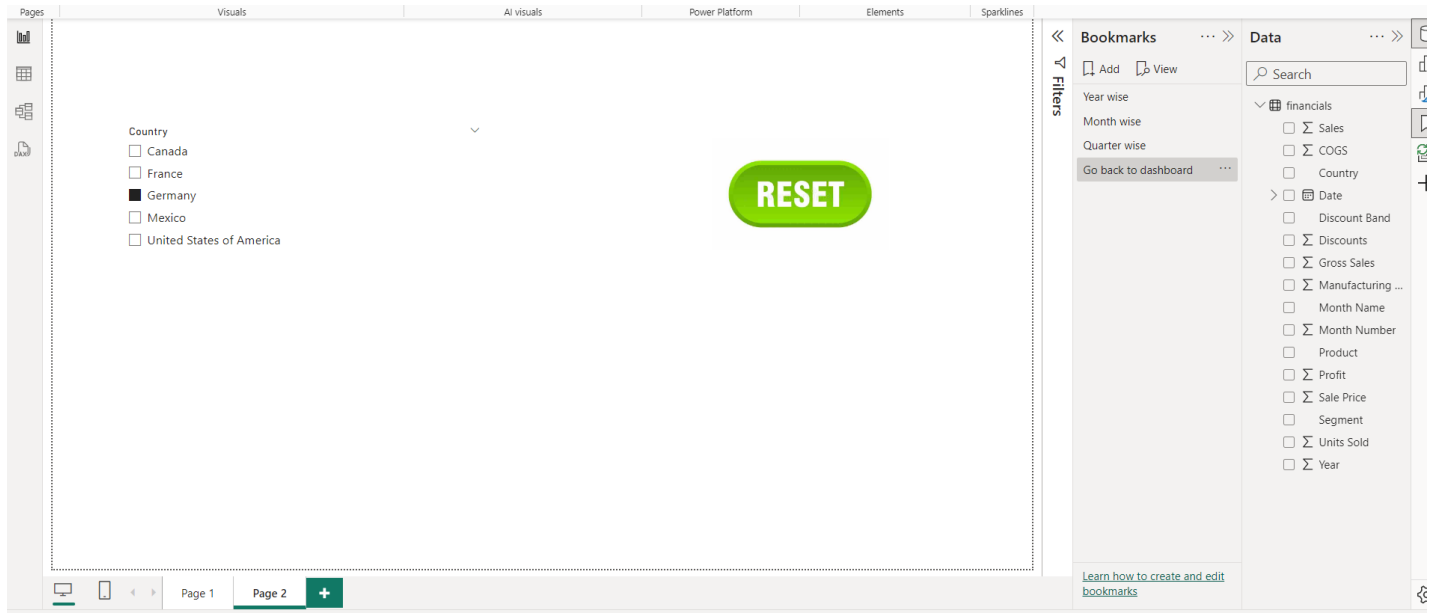 Pages
Visuals
AI visuals
Power Platform
Elements
Sparklines
Country
Canada
France
Germany
Mexico
United States of America
RESET
Filters
Bookmarks
Add
View
Year wise
Month wise
Quarter wise
Go back to dashboard
Learn how to create and edit
bookmarks
Data
Search
financials
Σ Sales
Σ COGS
Country
Date
Discount Band
Σ Discounts
Σ Gross Sales
Σ Manufacturing ...
Month Name
Σ Month Number
Product
Σ Profit
Σ Sale Price
Segment
Σ Units Sold
Σ Year
DAX
Page 1
Page 2